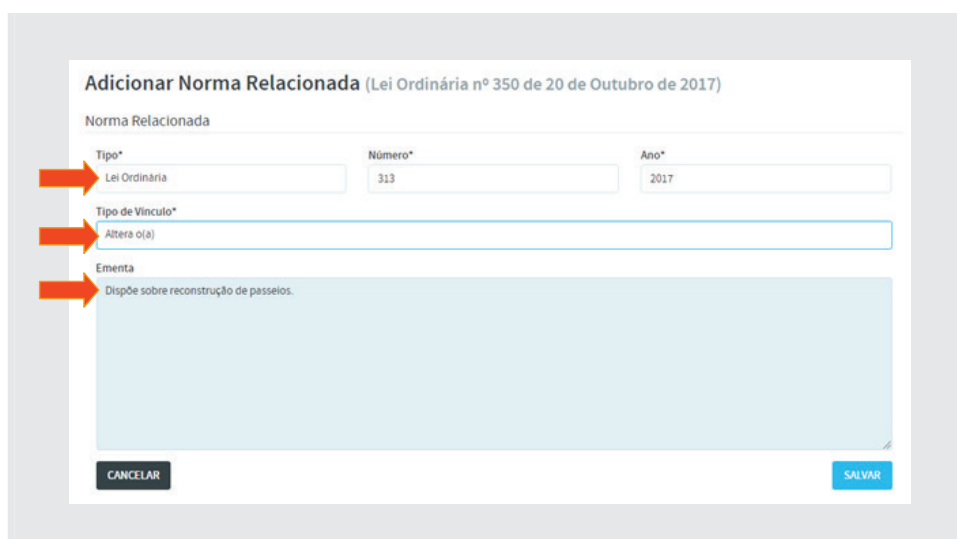 Adicionar Norma Relacionada (Lei Ordinária nº 350 de 20 de Outubro de 2017)
Norma Relacionada
Tipo* Número* Ano*
Lei Ordinária 313 2017
Tipo de Vínculo*
Altera o(a)
Ementa
Dispõe sobre reconstrução de passeios.
CANCELAR SALVAR